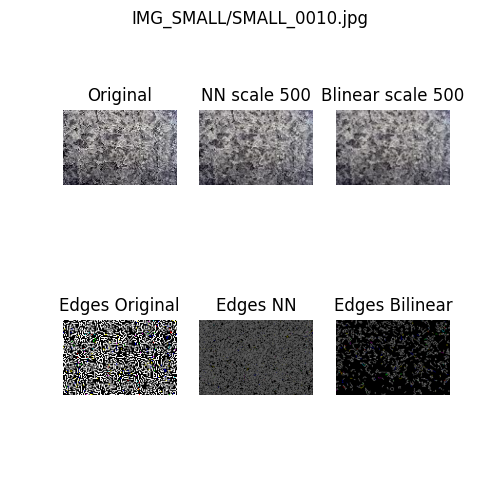 IMG_SMALL/SMALL_0010.jpg
Original
NN scale 500
Blinear scale 500
Edges Original
Edges NN
Edges Bilinear